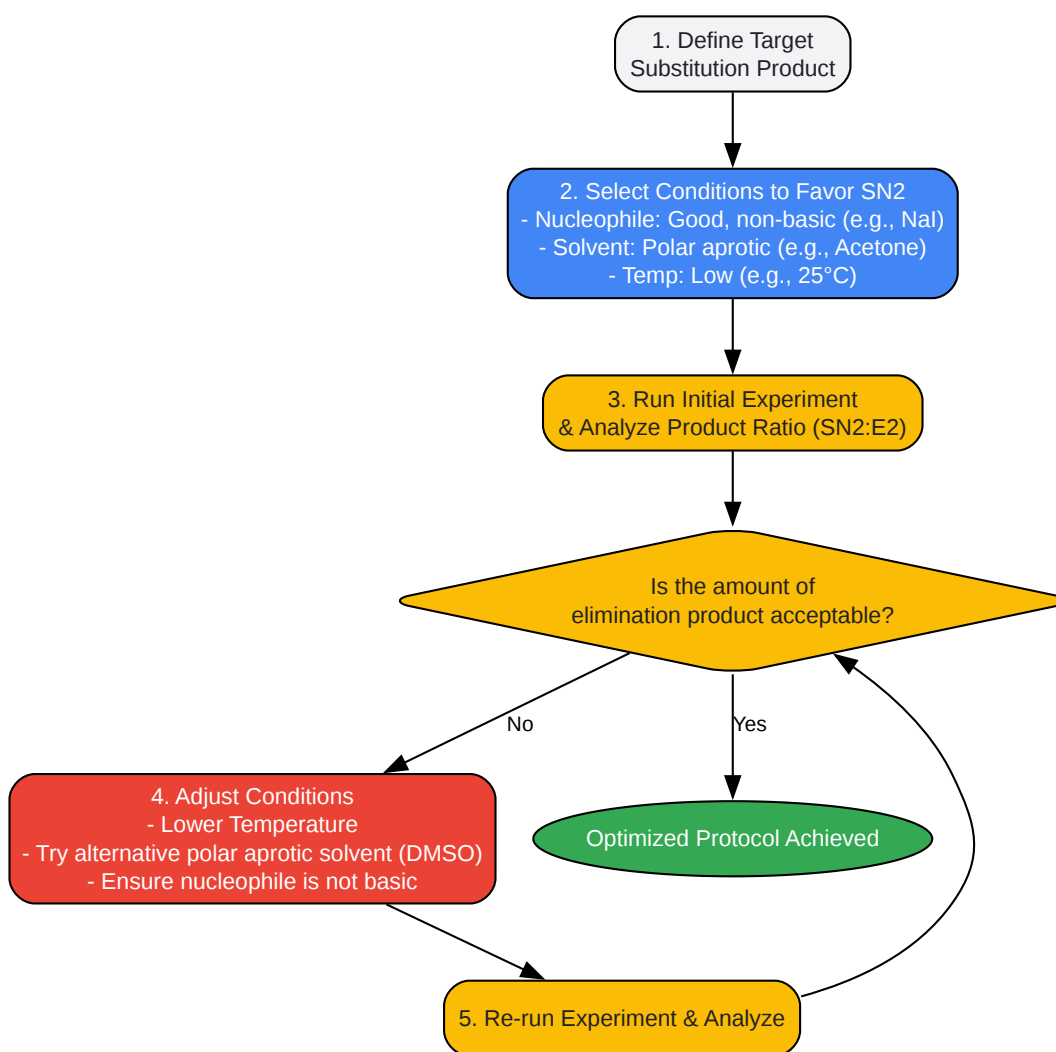 1. Define Target
Substitution Product
2. Select Conditions to Favor SN2
- Nucleophile: Good, non-basic (e.g., NaI)
- Solvent: Polar aprotic (e.g., Acetone)
- Temp: Low (e.g., 25°C)
3. Run Initial Experiment
& Analyze Product Ratio (SN2:E2)
Is the amount of
elimination product acceptable?
No
Yes
4. Adjust Conditions
- Lower Temperature
- Try alternative polar aprotic solvent (DMSO)
- Ensure nucleophile is not basic
Optimized Protocol Achieved
5. Re-run Experiment & Analyze